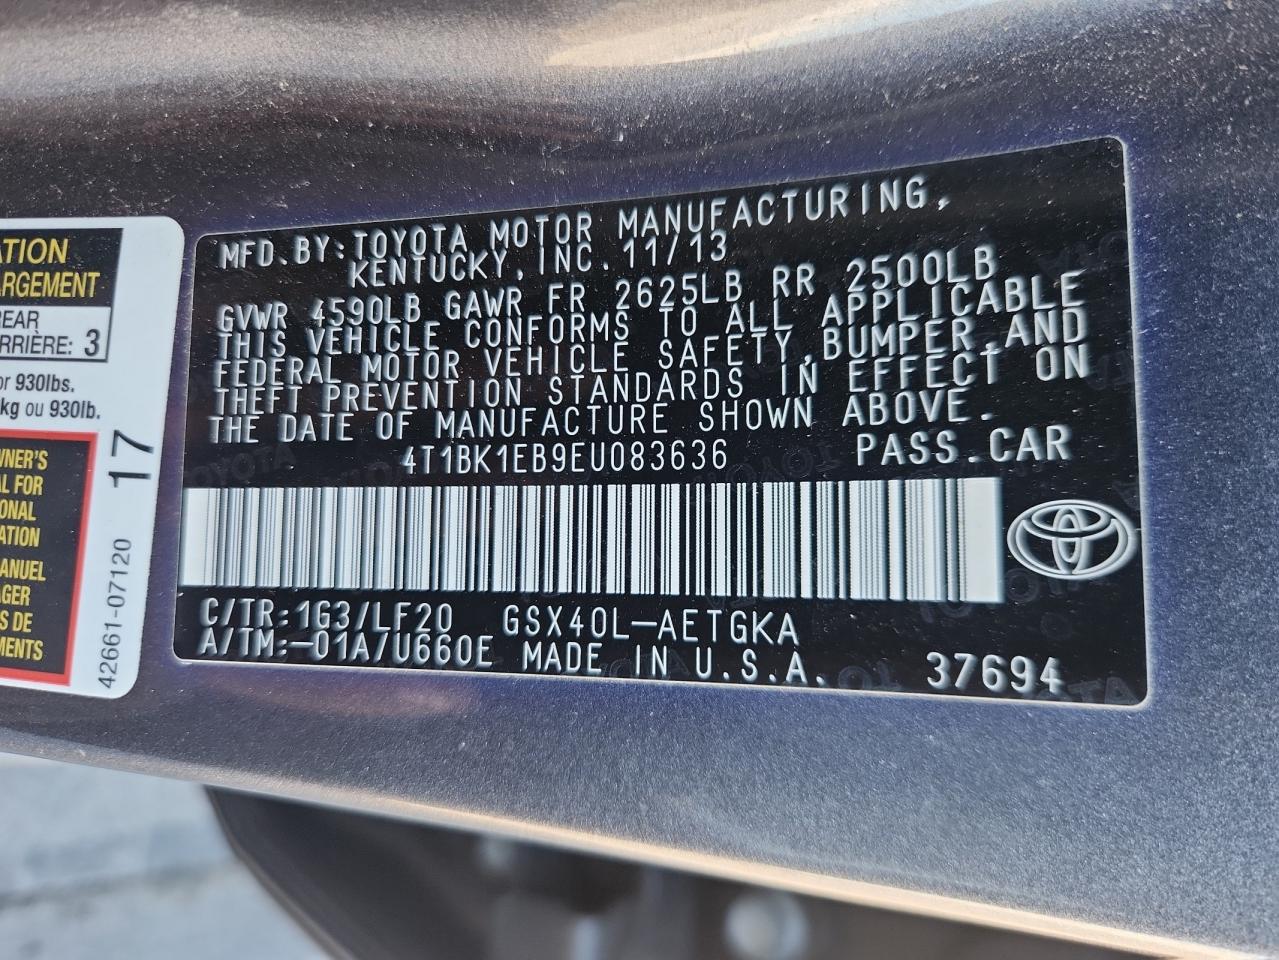 ATION
ARGEMENT
REAR
ARRIÈRE: 3
or 930lbs.
kg ou 930lb.
OWNER'S
AL FOR
ONAL
ATION
MANUEL
AGER
S DE
MENTS
17
42661-07120
MFD.BY:TOYOTA MOTOR MANUFACTURING,
KENTUCKY,INC.11/13
GVWR 4590LB GAWR FR 2625LB RR 2500LB
THIS VEHICLE CONFORMS TO ALL APPLICABLE
FEDERAL MOTOR VEHICLE SAFETY,BUMPER,AND
THEFT PREVENTION STANDARDS IN EFFECT ON
THE DATE OF MANUFACTURE SHOWN ABOVE.
4T1BK1EB9EU083636 PASS.CAR
C/TR:1G3/LF20 GSX40L-AETGKA
A/TM:-01A/U660E MADE IN U.S.A. 37694